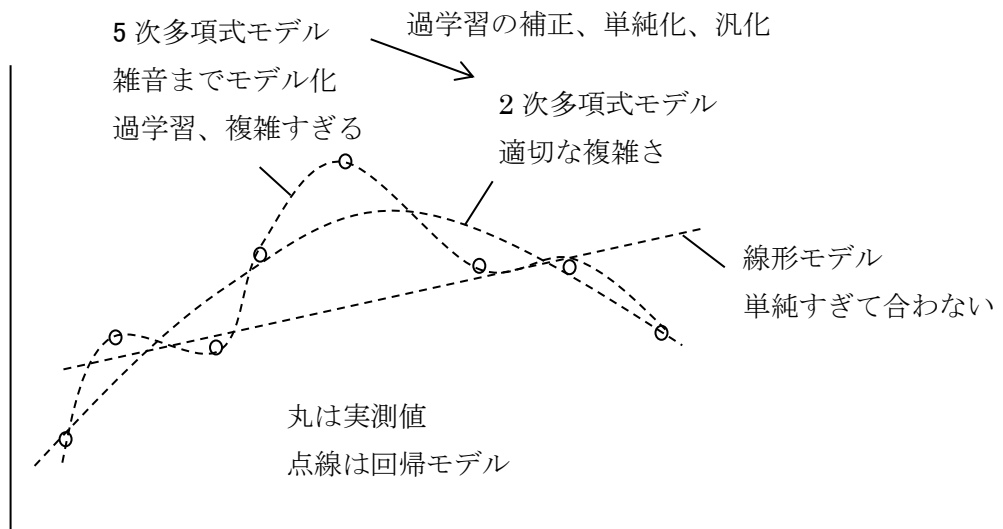 5 次多項式モデル
雑音までモデル化
過学習、複雑すぎる
過学習の補正、単純化、汎化
2 次多項式モデル
適切な複雑さ
線形モデル
単純すぎて合わない
丸は実測値
点線は回帰モデル